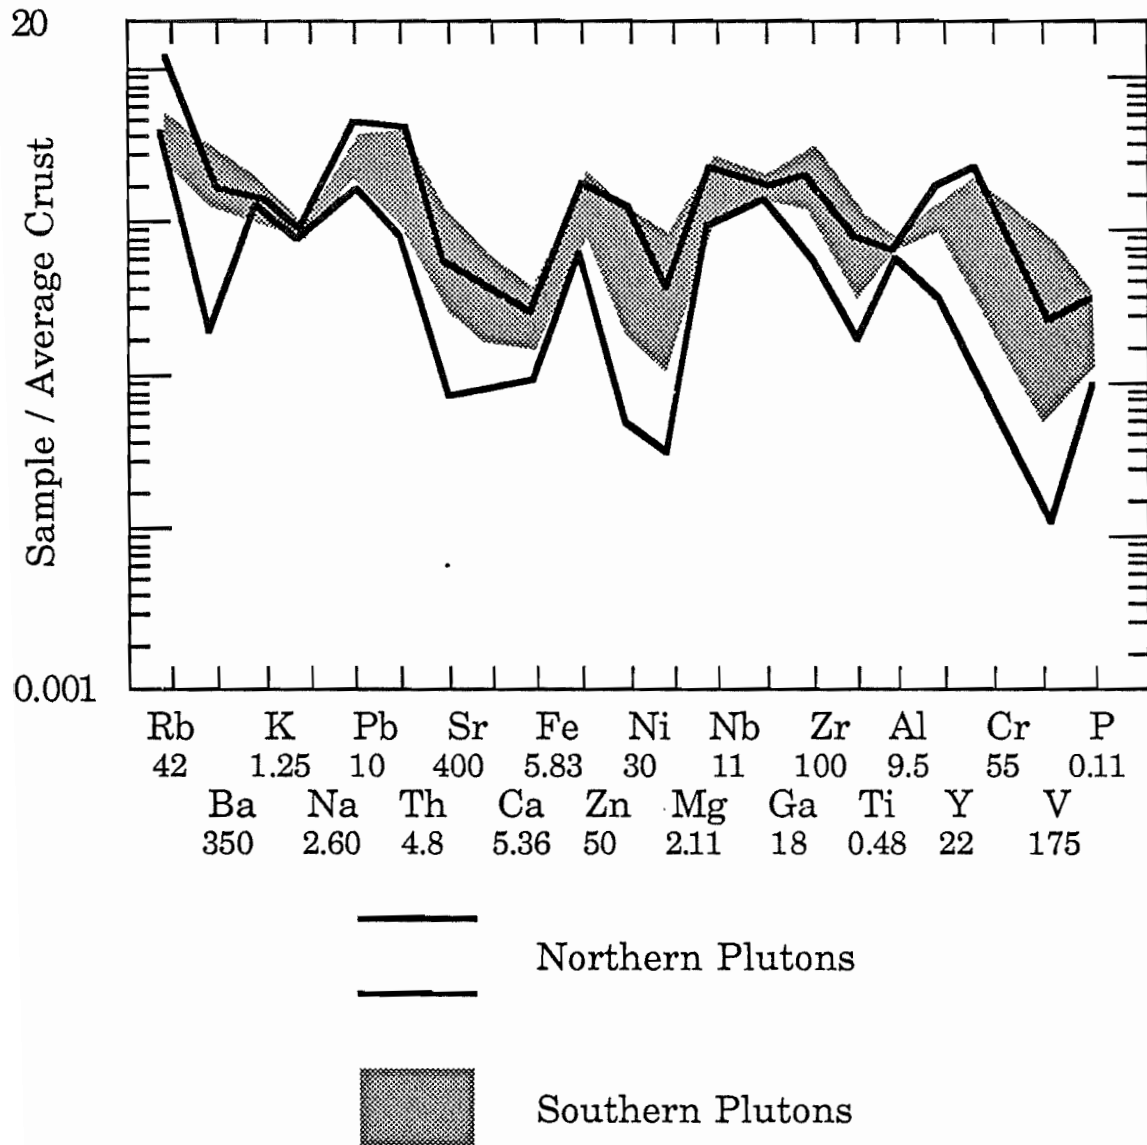 20
Sample / Average Crust
0.001
Rb K Pb Sr Fe Ni Nb Zr Al Cr P
42 1.25 10 400 5.83 30 11 100 9.5 55 0.11
Ba Na Th Ca Zn Mg Ga Ti Y V
350 2.60 4.8 5.36 50 2.11 18 0.48 22 175
Northern Plutons
Southern Plutons